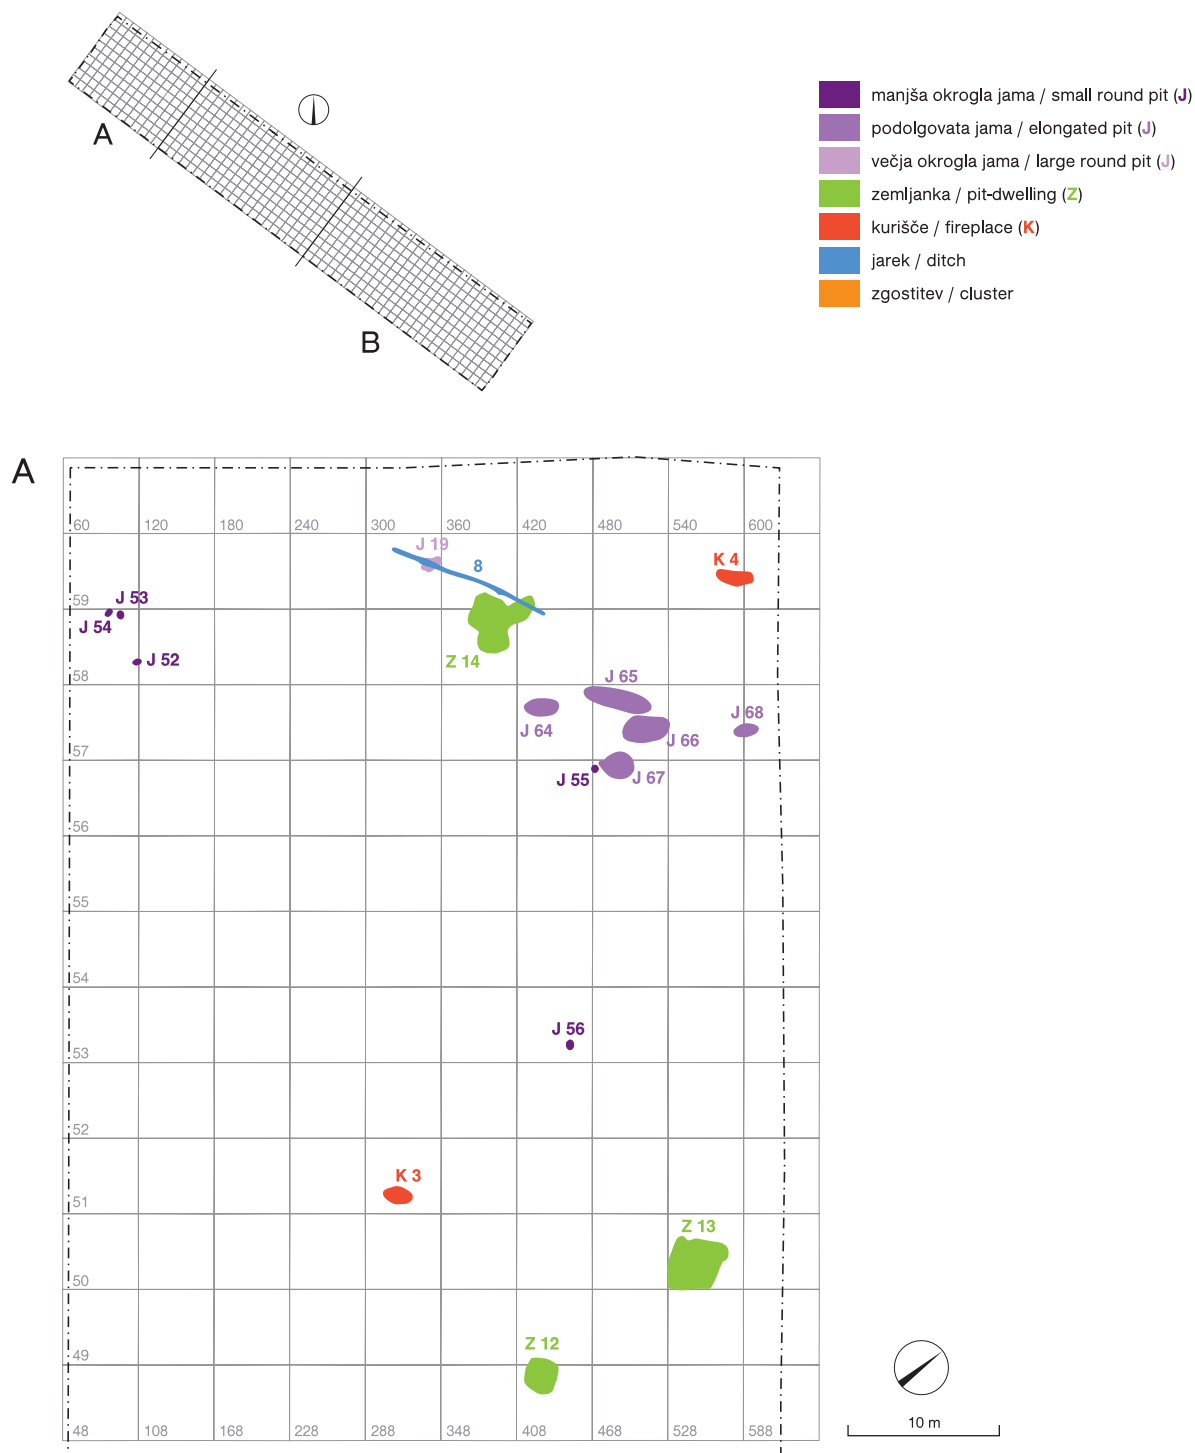 A
B
manjša okrogla jama / small round pit (J)
podolgovata jama / elongated pit (J)
večja okrogla jama / large round pit (J)
zemljanka / pit-dwelling (Z)
kurišče / fireplace (K)
jarek / ditch
zgostitev / cluster
A
60 120 180 240 300 360 420 480 540 600
J 19
8
K 4
59
J 53
J 54
J 52
Z 14
58
J 65
J 64
J 68
J 66
57
J 55
J 67
56
55
54
J 56
53
52
K 3
51
Z 13
50
Z 12
49
48 108 168 228 288 348 408 468 528 588
10 m